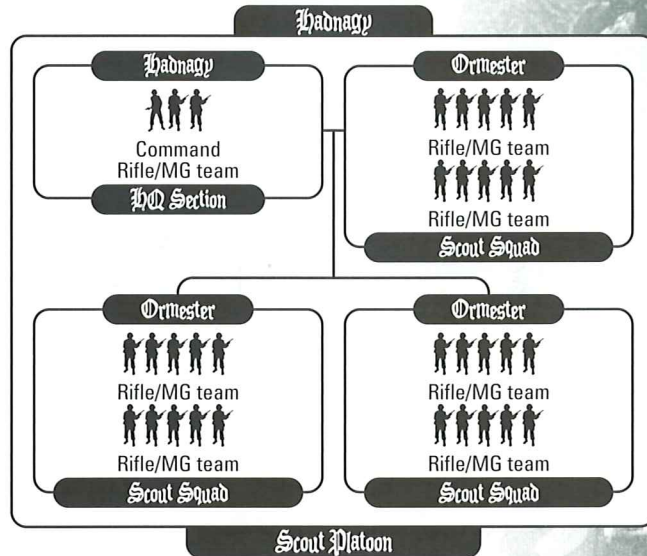 Hadnagy
Hadnagy
Command
Rifle/MG team
HQ Section
Ormester
Rifle/MG team
Rifle/MG team
Scout Squad
Ormester
Rifle/MG team
Rifle/MG team
Scout Squad
Ormester
Rifle/MG team
Rifle/MG team
Scout Squad
Scout Platoon